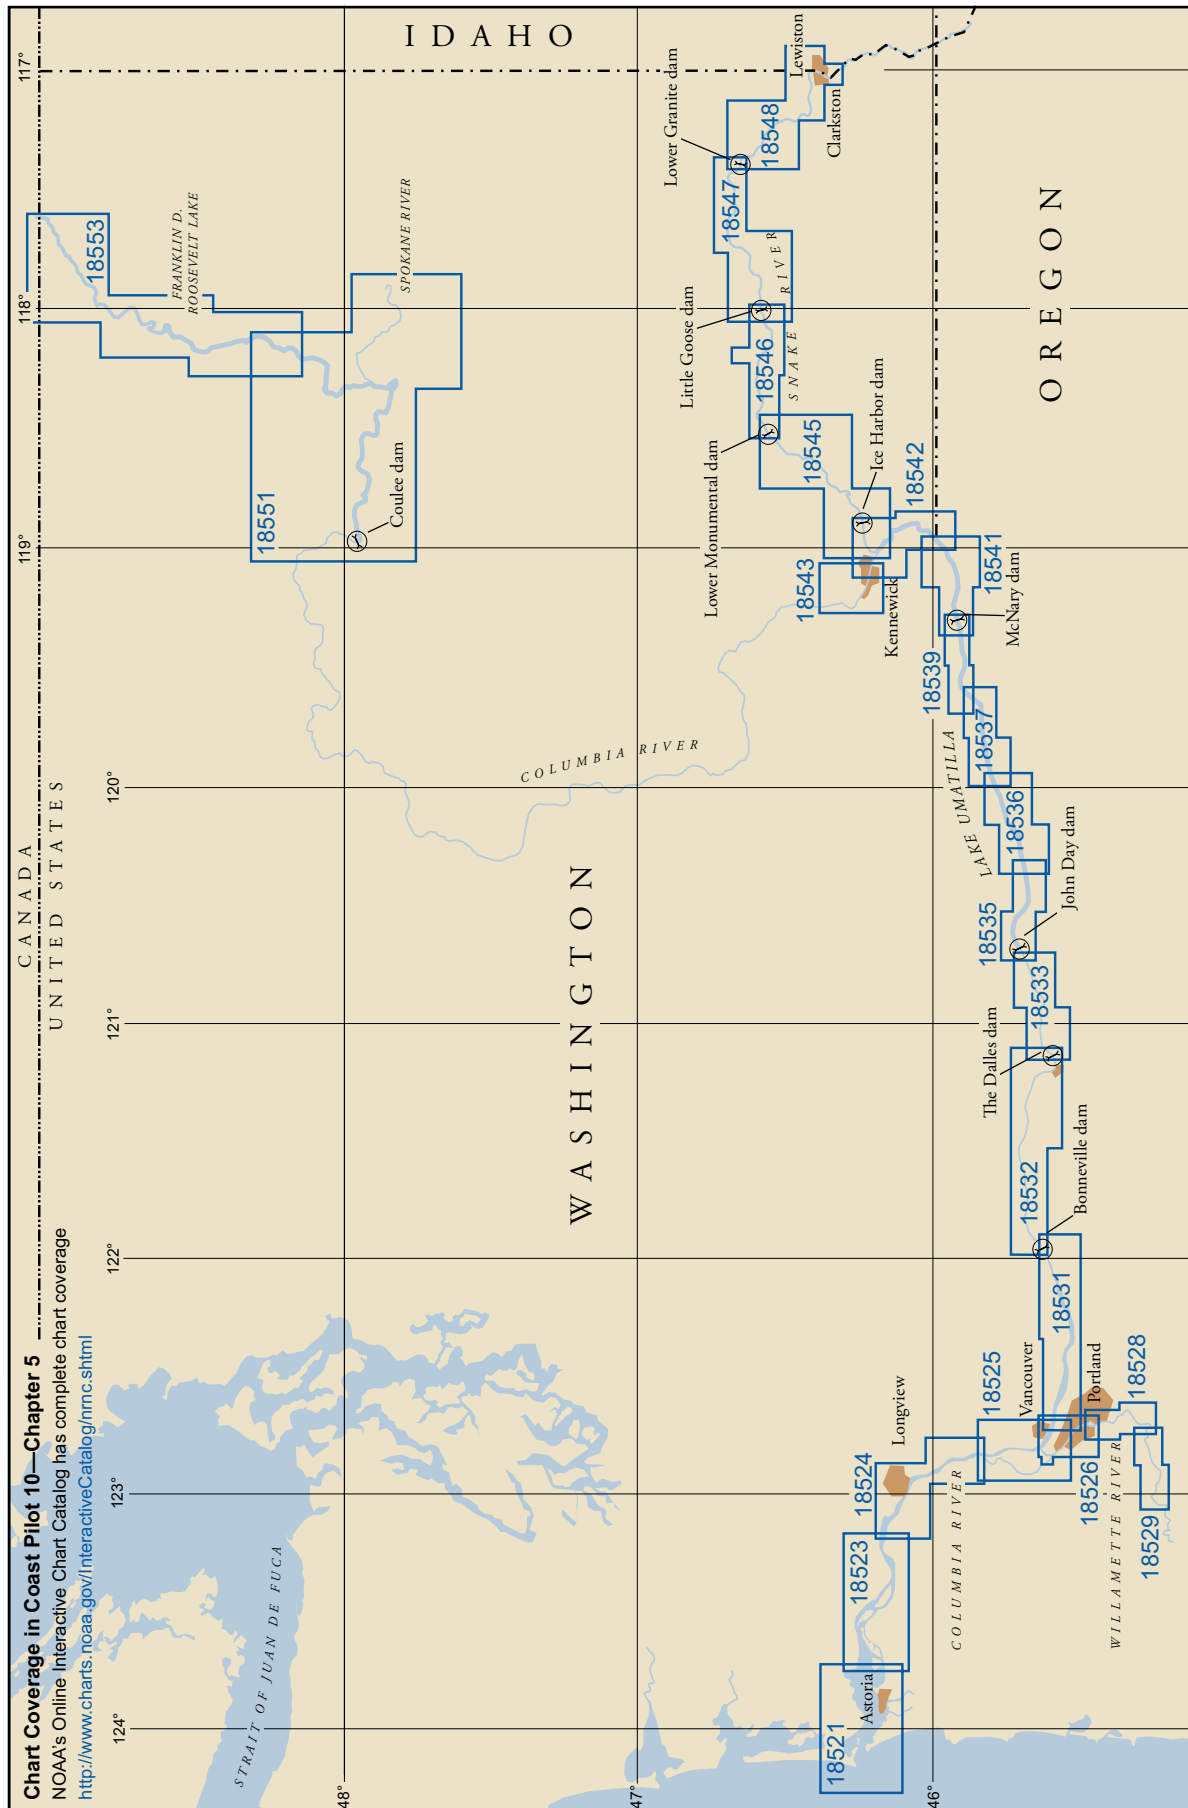 Chart Coverage in Coast Pilot 10—Chapter 5
NOAA's Online Interactive Chart Catalog has complete chart coverage
http://www.charts.noaa.gov/InteractiveCatalog/nrnc.shtml
CANADA
UNITED STATES
124°
123°
122°
121°
120°
119°
118°
117°
48°
47°
46°
STRAIT OF JUAN DE FUCA
WASHINGTON
IDAHO
OREGON
18553
FRANKLIN D.
ROOSEVELT LAKE
SPOKANE RIVER
18551
Coulee dam
COLUMBIA RIVER
Lower Granite dam
Lewiston
Clarkston
18548
18547
SNAKE RIVER
Little Goose dam
18546
Lower Monumental dam
18545
Ice Harbor dam
18542
18543
Kennewick
18541
McNary dam
18539
18537
LAKE UMATILLA
18536
John Day dam
18535
18533
The Dalles dam
18532
Bonneville dam
18531
Vancouver
Portland
18525
18528
18526
18529
WILLAMETTE RIVER
COLUMBIA RIVER
Longview
18524
18523
Astoria
18521